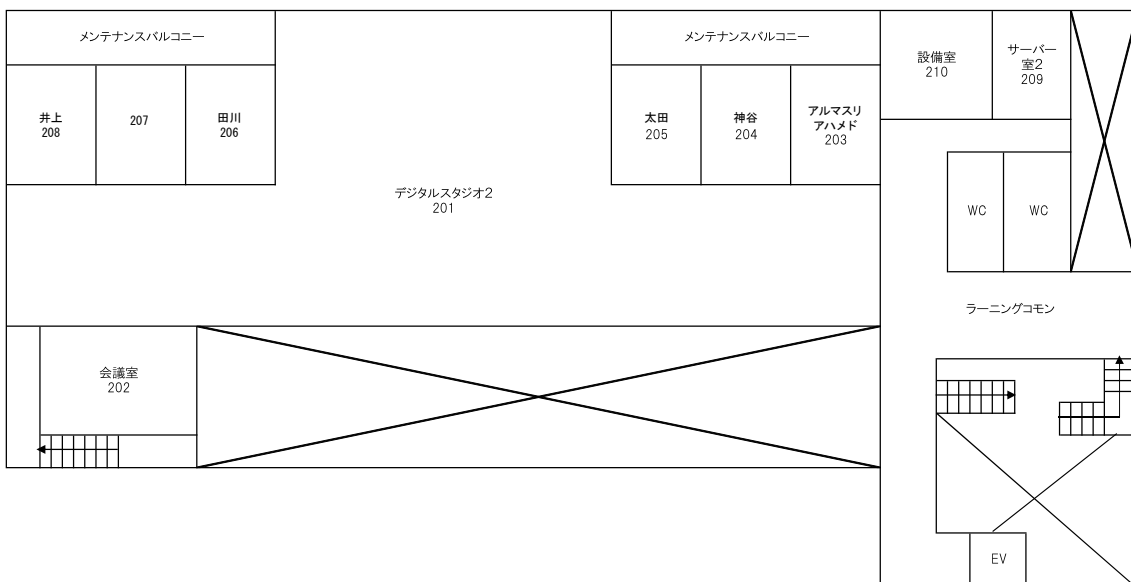 メンテナンスバルコニー
メンテナンスバルコニー
設備室
210
サーバー
室2
209
井上
208
207
田川
206
太田
205
神谷
204
アルマスリ
アハメド
203
デジタルスタジオ2
201
WC
WC
ラーニングコモン
会議室
202
EV